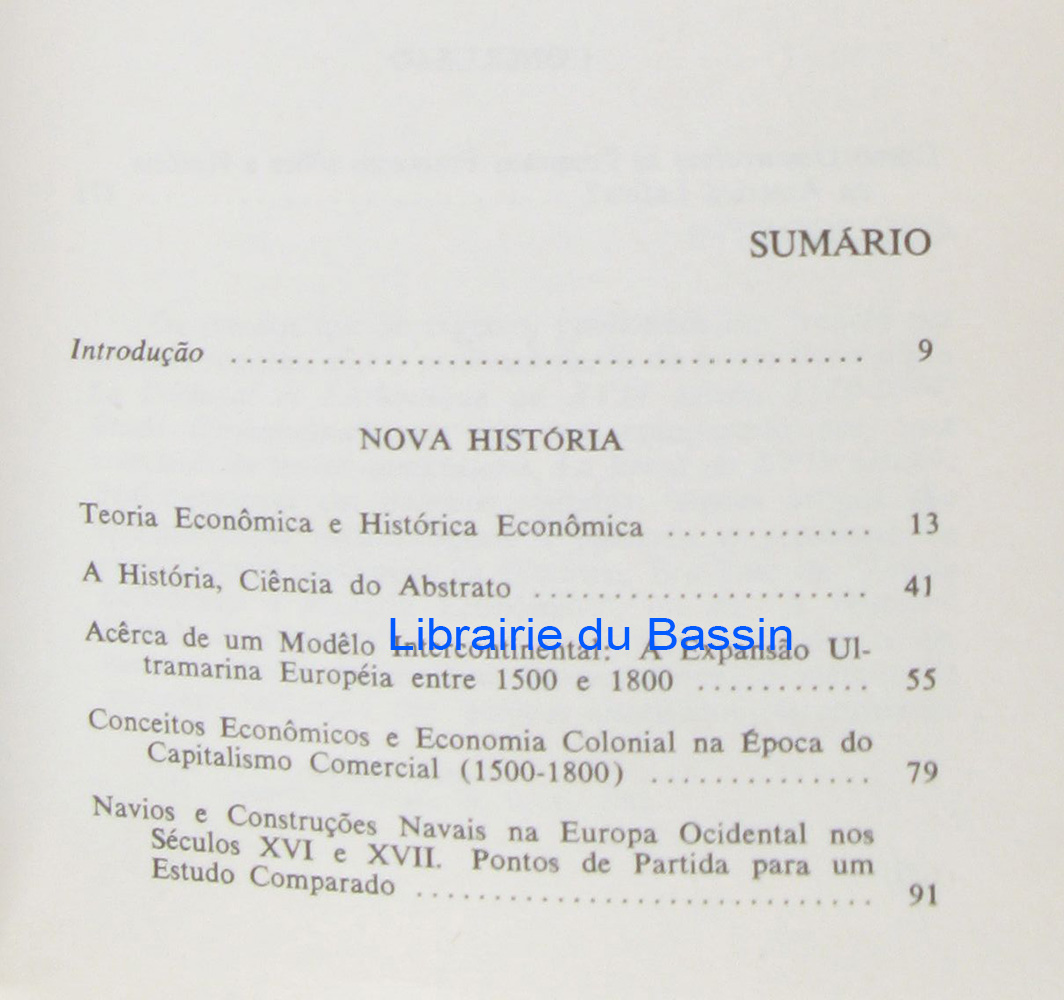 SUMÁRIO
Introdução ........................................... 9
NOVA HISTÓRIA
Teoria Econômica e Histórica Econômica .............. 13
A História, Ciência do Abstrato ....................... 41
Acêrca de um Modêlo Intercontinental: A Expansão Ul-
tramarina Européia entre 1500 e 1800 ............ 55
Librairie du Bassin
Conceitos Econômicos e Economia Colonial na Época do
Capitalismo Comercial (1500-1800) ............... 79
Navios e Construções Navais na Europa Ocidental nos
Séculos XVI e XVII. Pontos de Partida para um
Estudo Comparado ............................... 91